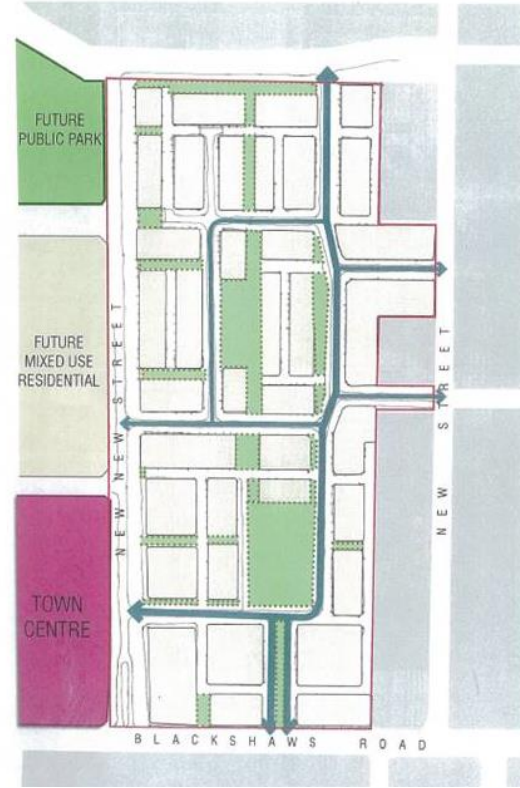 FUTURE
PUBLIC PARK
FUTURE
MIXED USE
RESIDENTIAL
TOWN
CENTRE
NEW NEW STREET
NEW STREET
BLACKSHAWS ROAD